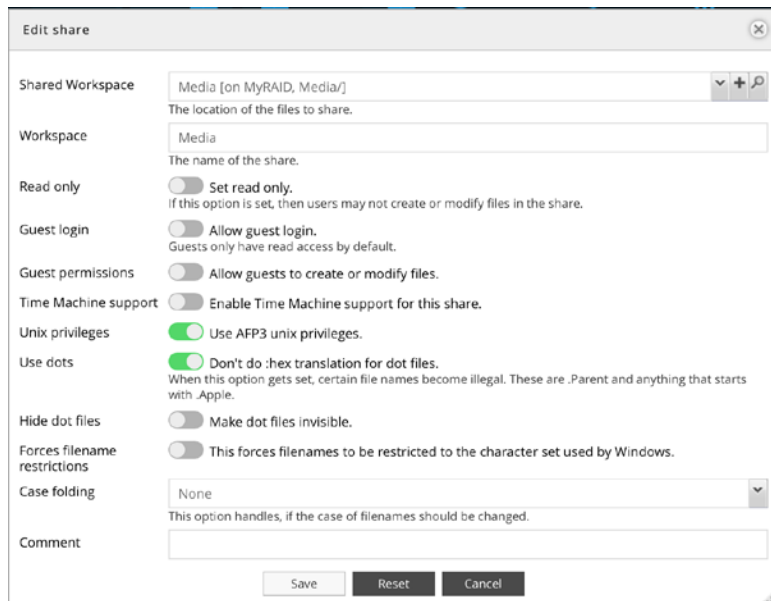 Edit share
Shared Workspace
Media [on MyRAID, Media/]
The location of the files to share.
Workspace
Media
The name of the share.
Read only
Set read only.
If this option is set, then users may not create or modify files in the share.
Guest login
Allow guest login.
Guests only have read access by default.
Guest permissions
Allow guests to create or modify files.
Time Machine support
Enable Time Machine support for this share.
Unix privileges
Use AFP3 unix privileges.
Use dots
Don't do :hex translation for dot files.
When this option gets set, certain file names become illegal. These are .Parent and anything that starts
with .Apple.
Hide dot files
Make dot files invisible.
Forces filename
restrictions
This forces filenames to be restricted to the character set used by Windows.
Case folding
None
This option handles, if the case of filenames should be changed.
Comment
Save
Reset
Cancel